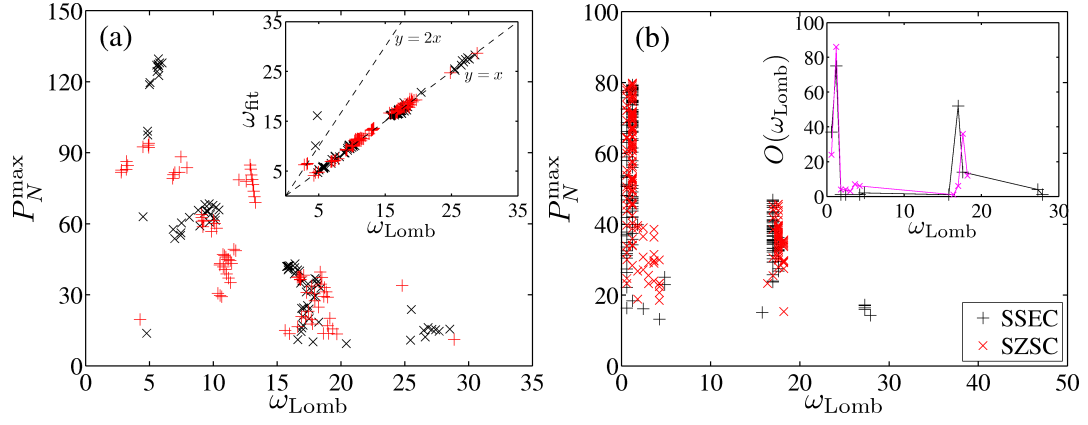 (a)
P_N^max
150
120
90
60
30
0
0 5 10 15 20 25 30 35
ω_Lomb
ω_fit
35
25
15
5
5 15 25 35
ω_Lomb
y = 2x
y = x
(b)
P_N^max
100
80
60
40
20
0
0 10 20 30 40 50
ω_Lomb
O(ω_Lomb)
100
80
60
40
20
0
0 10 20 30
ω_Lomb
SSEC
SZSC